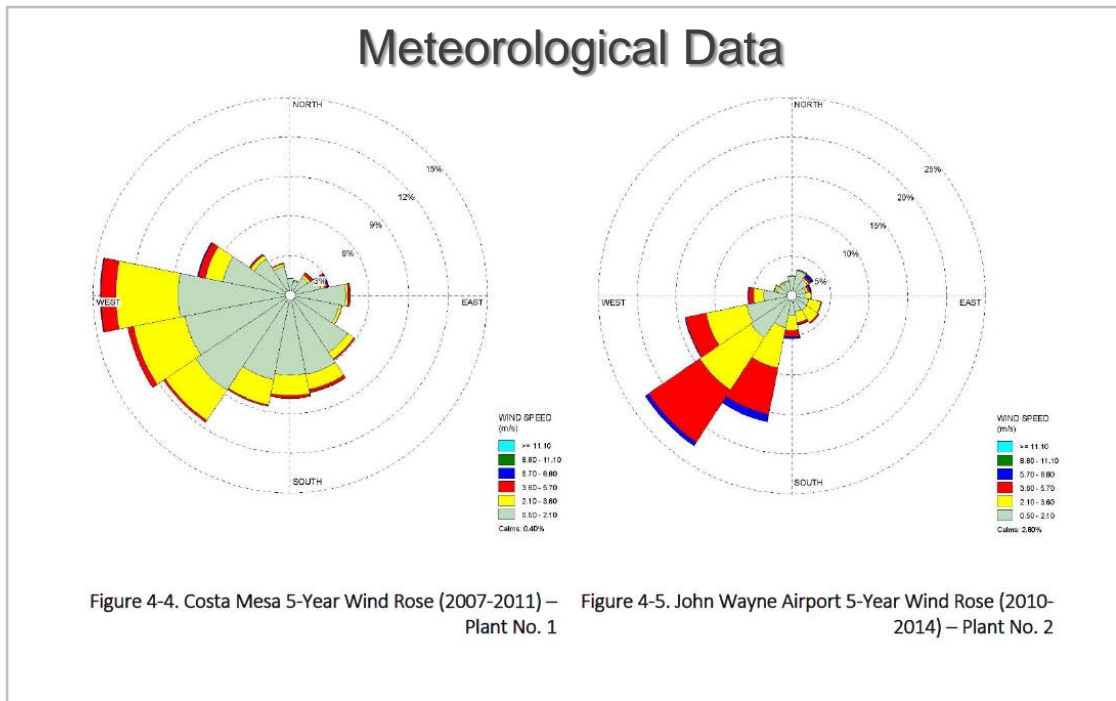 Meteorological Data
NORTH
15%
12%
9%
6%
3%
WEST
EAST
SOUTH
WIND SPEED
(m/s)
>= 11.10
8.80 - 11.10
5.70 - 8.80
3.60 - 5.70
2.10 - 3.60
0.50 - 2.10
Calms: 0.40%
NORTH
25%
20%
15%
10%
5%
WEST
EAST
SOUTH
WIND SPEED
(m/s)
>= 11.10
8.80 - 11.10
5.70 - 8.80
3.60 - 5.70
2.10 - 3.60
0.50 - 2.10
Calms: 2.80%
Figure 4-4. Costa Mesa 5-Year Wind Rose (2007-2011) –
Plant No. 1
Figure 4-5. John Wayne Airport 5-Year Wind Rose (2010-
2014) – Plant No. 2